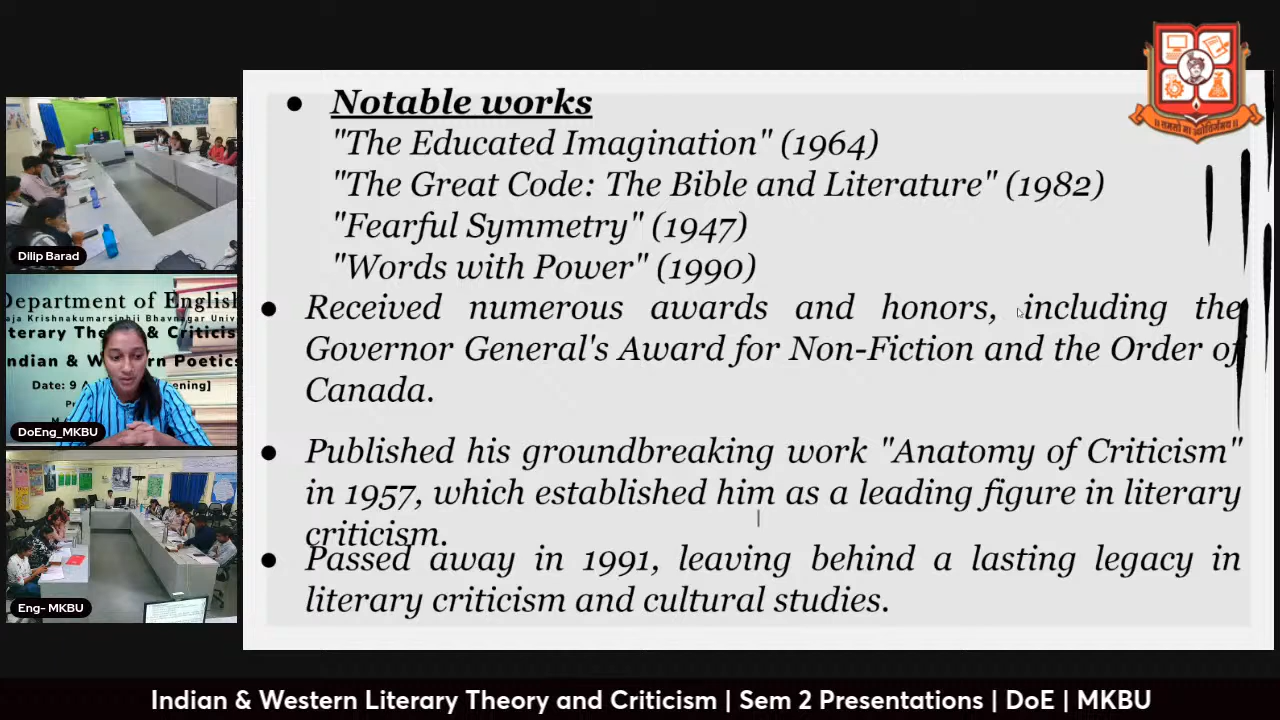 ● Notable works
"The Educated Imagination" (1964)
"The Great Code: The Bible and Literature" (1982)
"Fearful Symmetry" (1947)
"Words with Power" (1990)
● Received numerous awards and honors, including the
Governor General's Award for Non-Fiction and the Order of
Canada.
● Published his groundbreaking work "Anatomy of Criticism"
in 1957, which established him as a leading figure in literary
criticism.
● Passed away in 1991, leaving behind a lasting legacy in
literary criticism and cultural studies.
Dilip Barad
Department of English
Krishnakumarsinhji Bhavnagar
Criticis
Indian & Western Poetics
Date: 9
DoEng_MKBU
Eng- MKBU
Indian & Western Literary Theory and Criticism | Sem 2 Presentations | DoE | MKBU